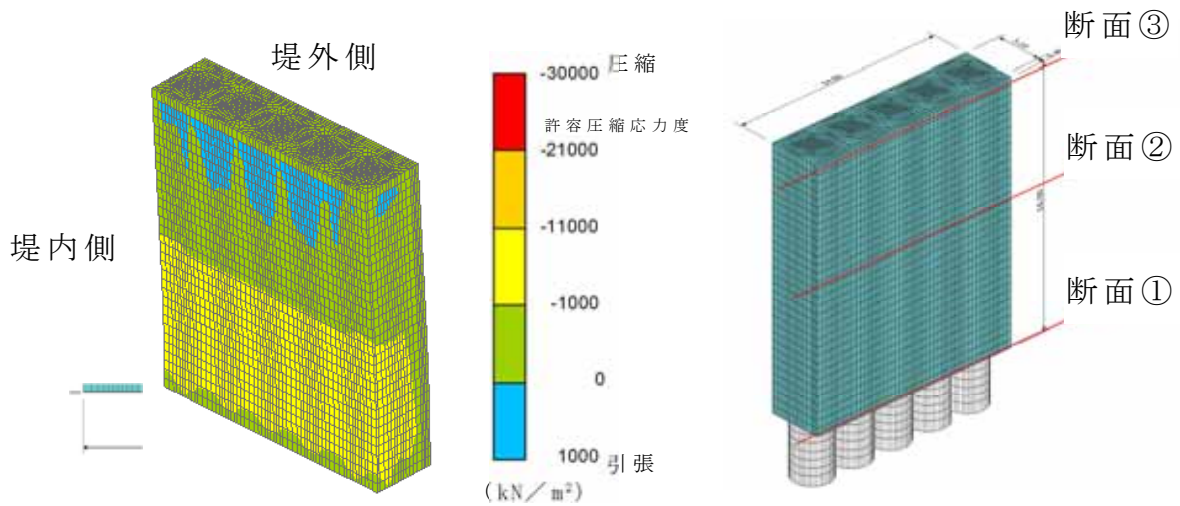 堤外側
堤内側
-30000 圧縮
許容圧縮応力度
-21000
-11000
-1000
0
1000 引張
(kN/m²)
断面③
断面②
断面①